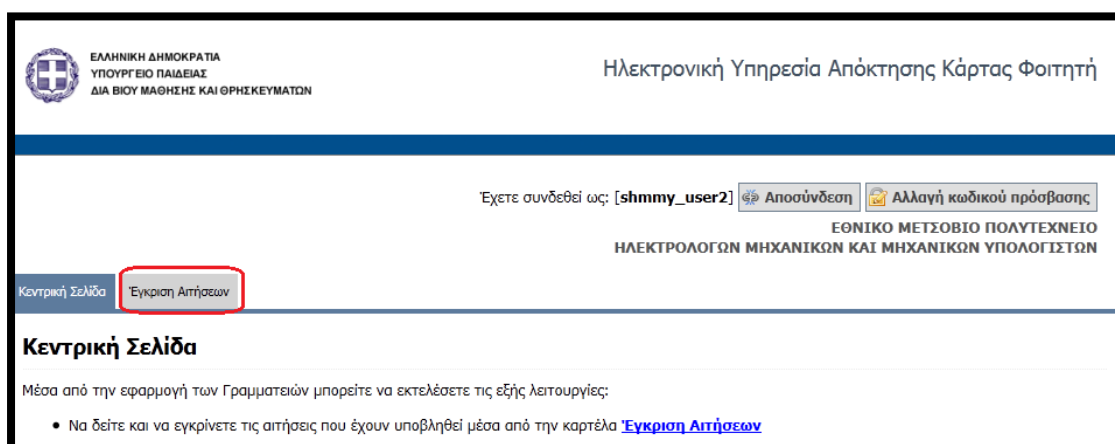 ΕΛΛΗΝΙΚΗ ΔΗΜΟΚΡΑΤΙΑ
ΥΠΟΥΡΓΕΙΟ ΠΑΙΔΕΙΑΣ
ΔΙΑ ΒΙΟΥ ΜΑΘΗΣΗΣ ΚΑΙ ΘΡΗΣΚΕΥΜΑΤΩΝ
Ηλεκτρονική Υπηρεσία Απόκτησης Κάρτας Φοιτητή
Έχετε συνδεθεί ως: [shmmy_user2] Αποσύνδεση Αλλαγή κωδικού πρόσβασης
ΕΘΝΙΚΟ ΜΕΤΣΟΒΙΟ ΠΟΛΥΤΕΧΝΕΙΟ
ΗΛΕΚΤΡΟΛΟΓΩΝ ΜΗΧΑΝΙΚΩΝ ΚΑΙ ΜΗΧΑΝΙΚΩΝ ΥΠΟΛΟΓΙΣΤΩΝ
Κεντρική Σελίδα Έγκριση Αιτήσεων
Κεντρική Σελίδα
Μέσα από την εφαρμογή των Γραμματειών μπορείτε να εκτελέσετε τις εξής λειτουργίες:
• Να δείτε και να εγκρίνετε τις αιτήσεις που έχουν υποβληθεί μέσα από την καρτέλα Έγκριση Αιτήσεων